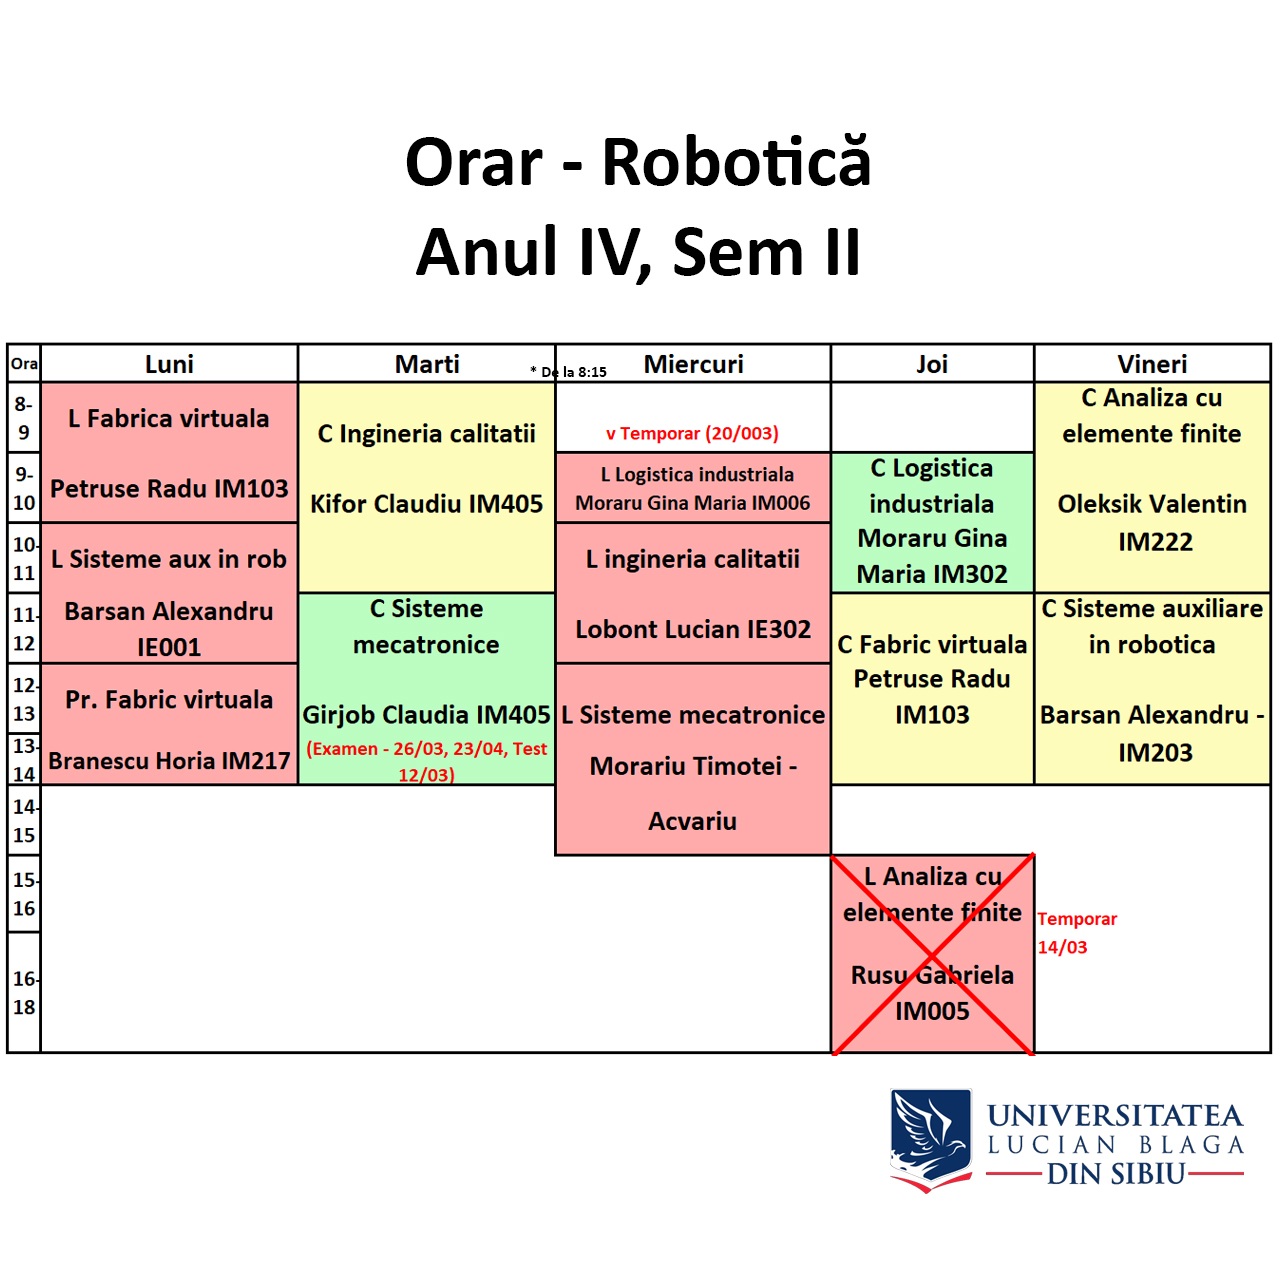 Orar - Robotică
Anul IV, Sem II
Ora
Luni
Marti
* De la 8:15
Miercuri
Joi
Vineri
8-
9
9-
10
10-
11
11-
12
12-
13
13-
14
14-
15
15-
16
16-
18
L Fabrica virtuala
Petruse Radu IM103
L Sisteme aux in rob
Barsan Alexandru
IE001
Pr. Fabric virtuala
Branescu Horia IM217
C Ingineria calitatii
Kifor Claudiu IM405
C Sisteme
mecatronice
Girjob Claudia IM405
(Examen - 26/03, 23/04, Test
12/03)
v Temporar (20/003)
L Logistica industriala
Moraru Gina Maria IM006
L ingineria calitatii
Lobont Lucian IE302
L Sisteme mecatronice
Morariu Timotei -
Acvariu
C Logistica
industriala
Moraru Gina
Maria IM302
C Fabric virtuala
Petruse Radu
IM103
L Analiza cu
elemente finite
Rusu Gabriela
IM005
Temporar
14/03
C Analiza cu
elemente finite
Oleksik Valentin
IM222
C Sisteme auxiliare
in robotica
Barsan Alexandru -
IM203
UNIVERSITATEA
LUCIAN BLAGA
DIN SIBIU